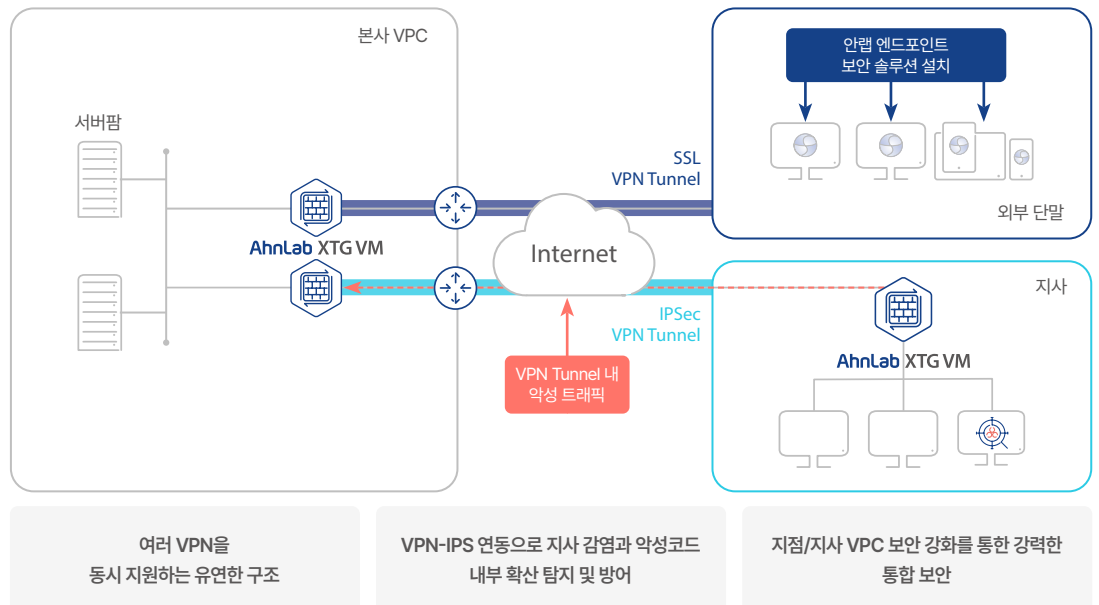 본사 VPC
서버팜
AhnLab XTG VM
SSL
VPN Tunnel
Internet
IPSec
VPN Tunnel
VPN Tunnel 내
악성 트래픽
안랩 엔드포인트
보안 솔루션 설치
외부 단말
지사
AhnLab XTG VM
여러 VPN을
동시 지원하는 유연한 구조
VPN-IPS 연동으로 지사 감염과 악성코드
내부 확산 탐지 및 방어
지점/지사 VPC 보안 강화를 통한 강력한
통합 보안